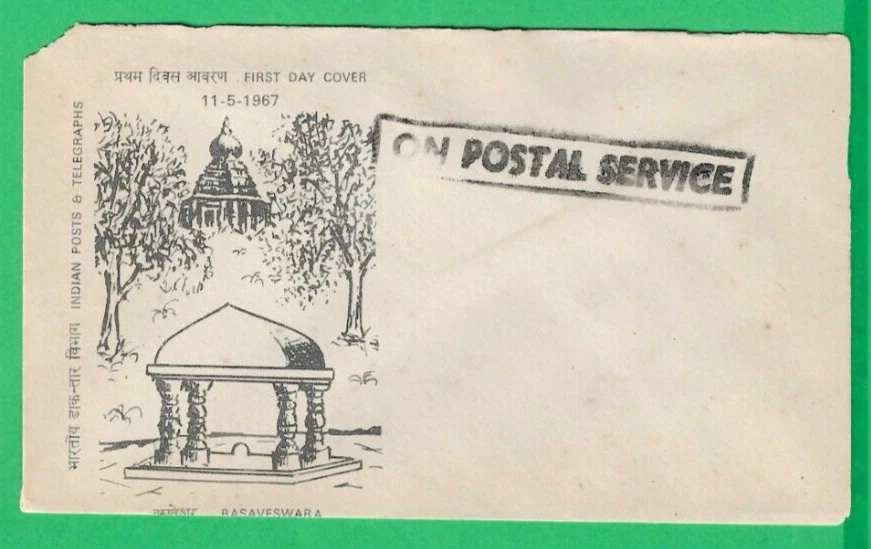 प्रथम दिवस आवरण . FIRST DAY COVER
11-5-1967
भारतीय डाक-तार विभाग INDIAN POSTS & TELEGRAPHS
ON POSTAL SERVICE
BASAVESWARA